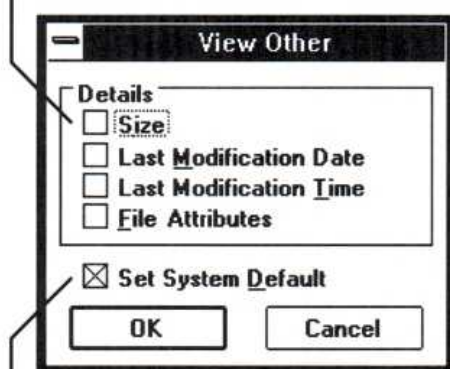 View Other
Details
Size
Last Modification Date
Last Modification Time
File Attributes
Set System Default
OK
Cancel